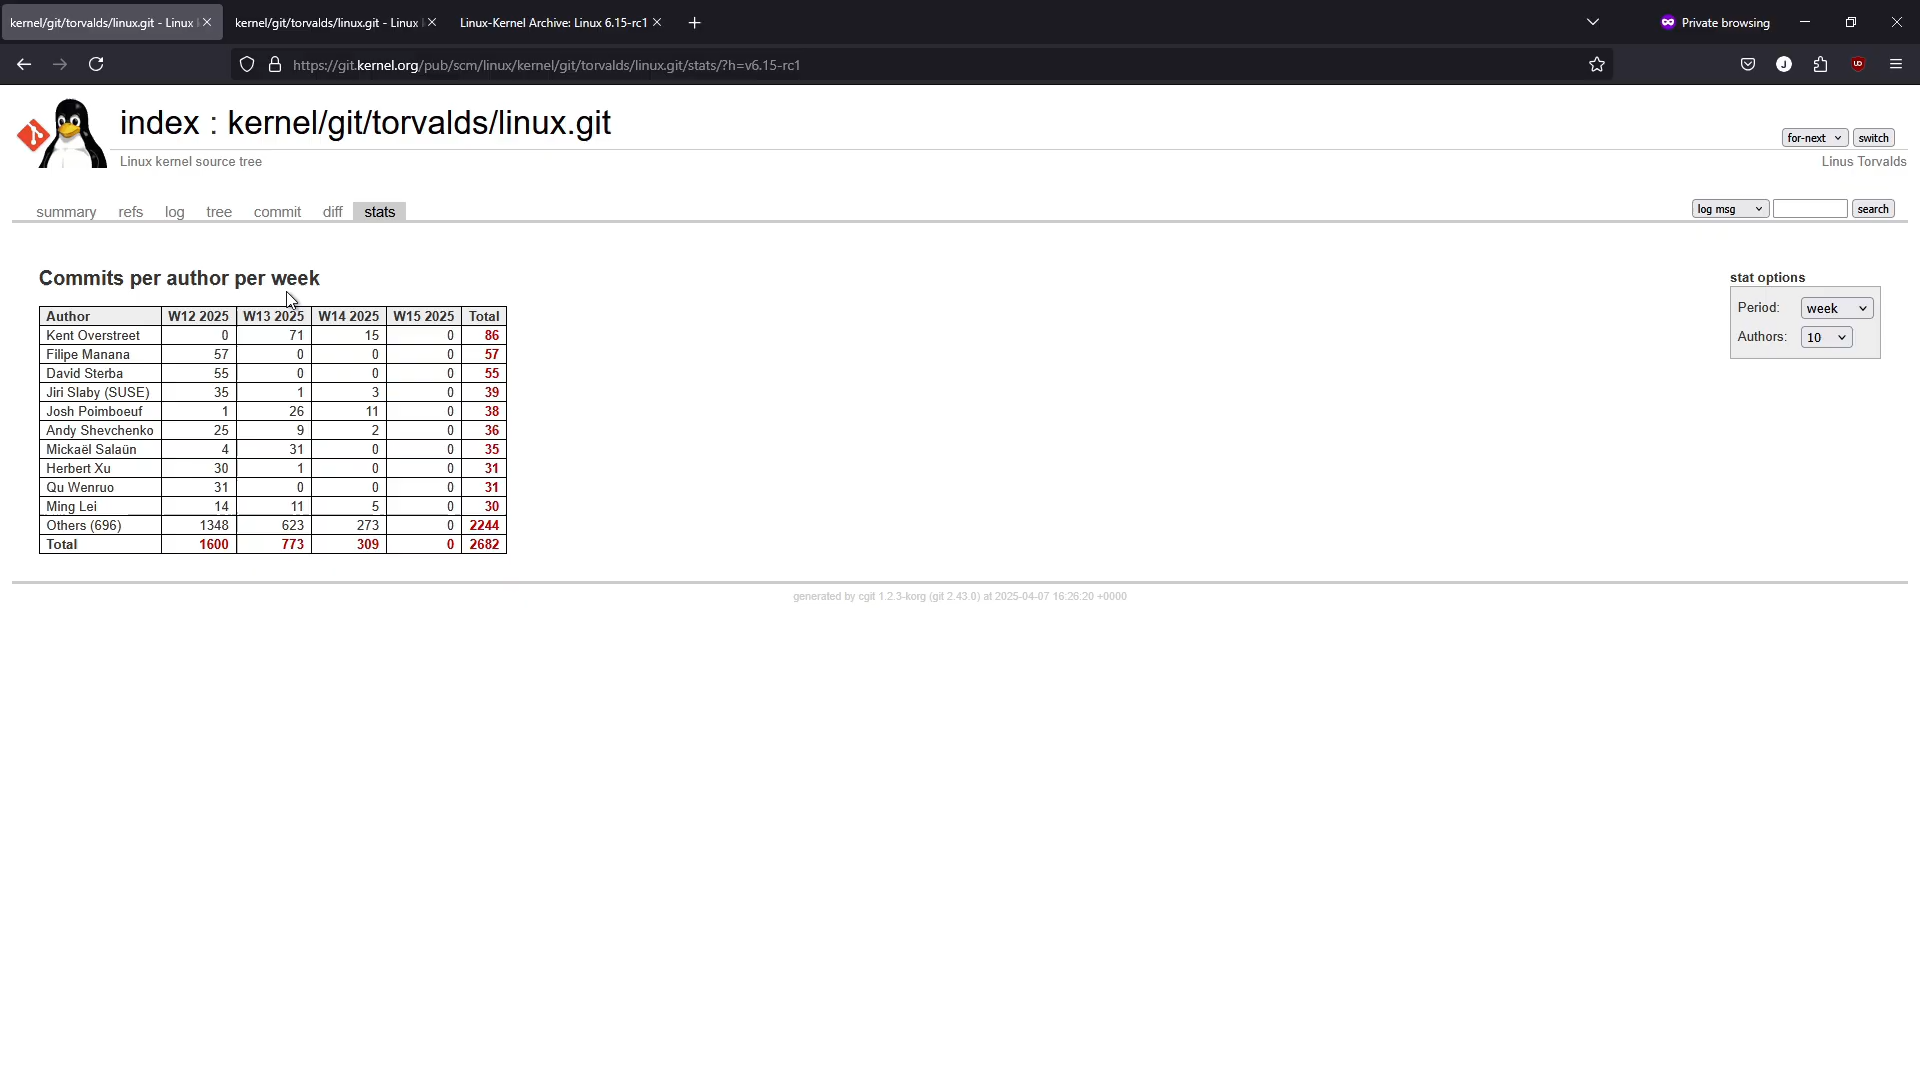 kernel/git/torvalds/linux.git - Linux
kernel/git/torvalds/linux.git - Linux
Linux-Kernel Archive: Linux 6.15-rc1
Private browsing
https://git.kernel.org/pub/scm/linux/kernel/git/torvalds/linux.git/stats/?h=v6.15-rc1
J
index : kernel/git/torvalds/linux.git
for-next switch
Linux kernel source tree
Linus Torvalds
summary refs log tree commit diff stats
log msg search
Commits per author per week
stat options
Period: week
Authors: 10
Author W12 2025 W13 2025 W14 2025 W15 2025 Total
Kent Overstreet 0 71 15 0 86
Filipe Manana 57 0 0 0 57
David Sterba 55 0 0 0 55
Jiri Slaby (SUSE) 35 1 3 0 39
Josh Poimboeuf 1 26 11 0 38
Andy Shevchenko 25 9 2 0 36
Mickaël Salaün 4 31 0 0 35
Herbert Xu 30 1 0 0 31
Qu Wenruo 31 0 0 0 31
Ming Lei 14 11 5 0 30
Others (696) 1348 623 273 0 2244
Total 1600 773 309 0 2682
generated by cgit 1.2.3-korg (git 2.43.0) at 2025-04-07 16:26:20 +0000